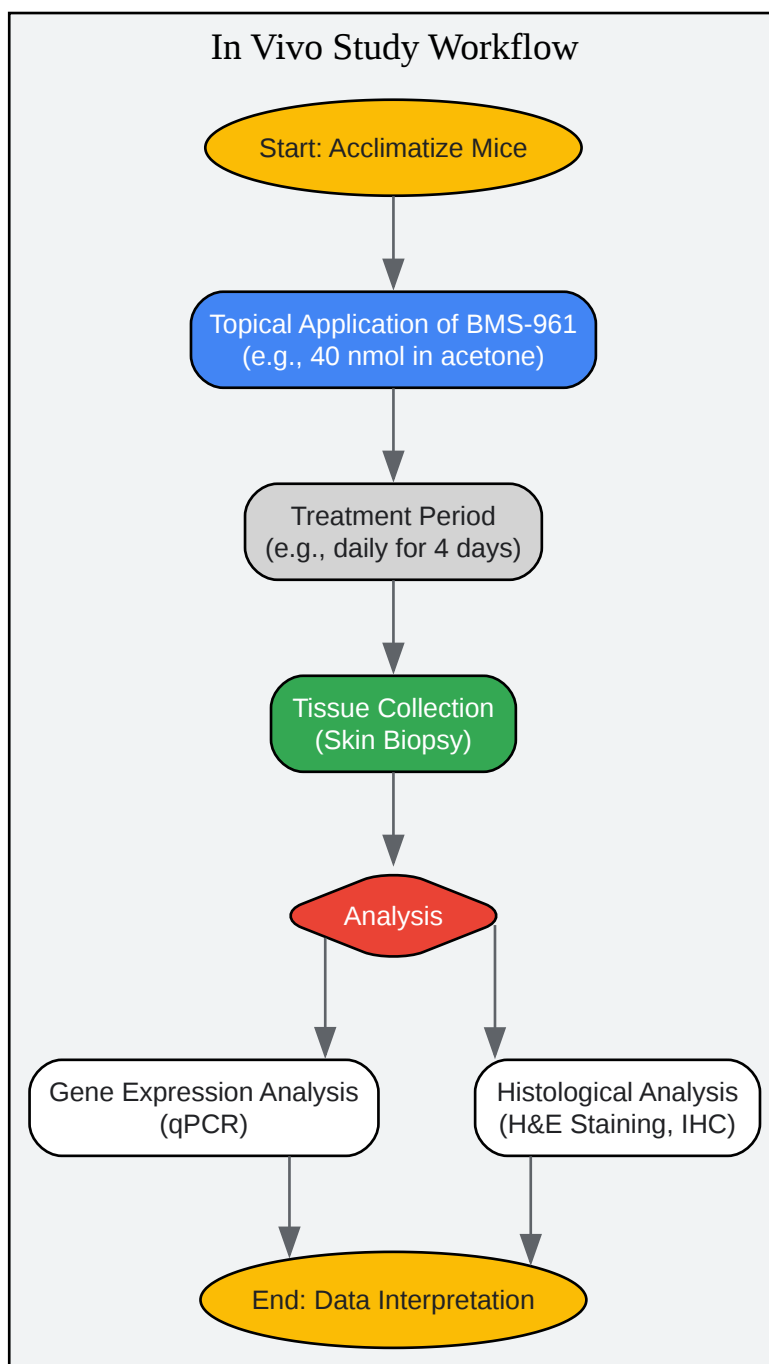 In Vivo Study Workflow
Start: Acclimatize Mice
Topical Application of BMS-961
(e.g., 40 nmol in acetone)
Treatment Period
(e.g., daily for 4 days)
Tissue Collection
(Skin Biopsy)
Analysis
Gene Expression Analysis
(qPCR)
Histological Analysis
(H&E Staining, IHC)
End: Data Interpretation